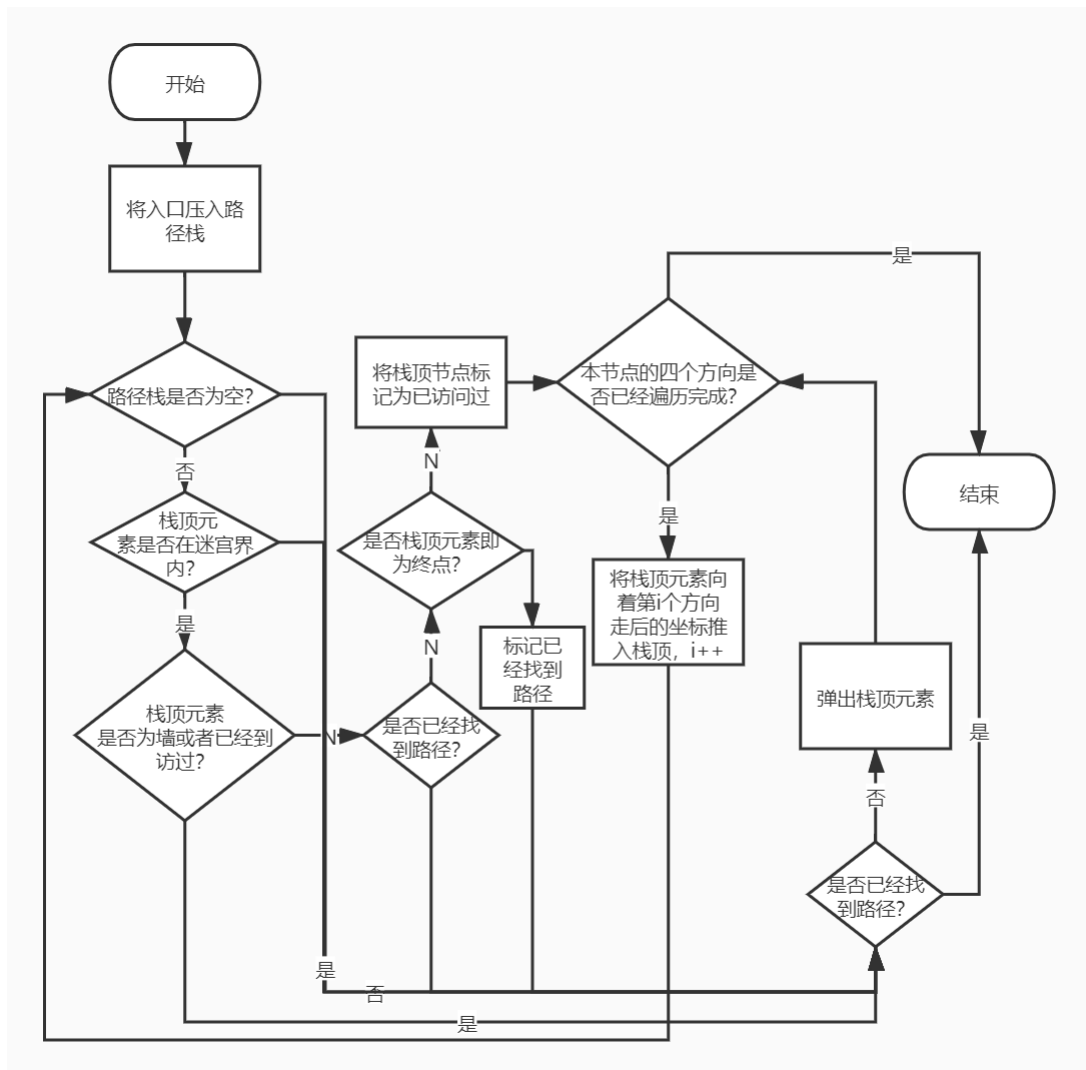 开始
将入口压入路
径栈
路径栈是否为空?
否
栈顶元
素是否在迷宫界
内?
是
栈顶元素
是否为墙或者已经到
访过?
N
是否已经找
到路径?
N
是否栈顶元素即
为终点?
N
将栈顶节点标
记为已访问过
标记已
经找到
路径
本节点的四个方向是
否已经遍历完成?
是
是
将栈顶元素向
着第i个方向
走后的坐标推
入栈顶，i++
结束
弹出栈顶元素
是
否
是否已经找
到路径?
是
否
是